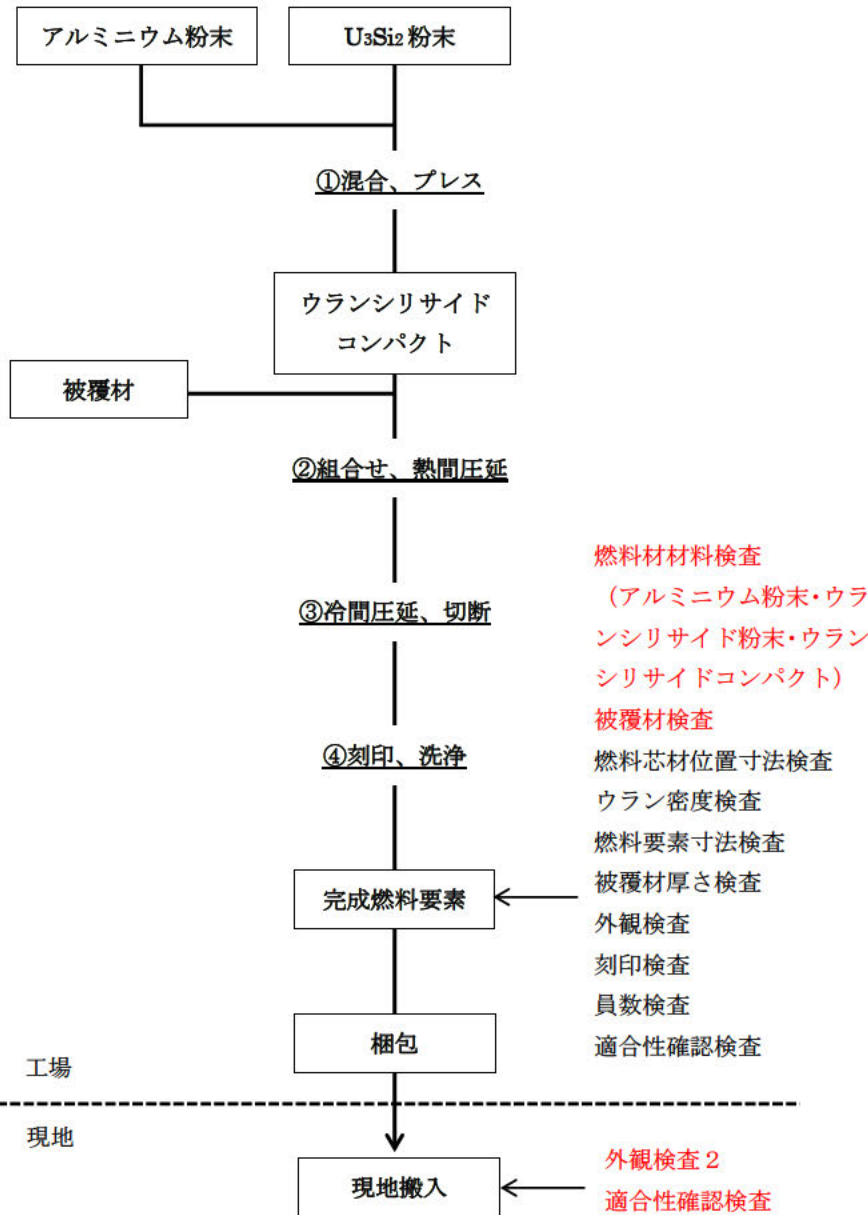 アルミニウム粉末
U₃Si₂ 粉末
①混合、プレス
ウランシリサイド
コンパクト
被覆材
②組合せ、熱間圧延
③冷間圧延、切断
④刻印、洗浄
燃料材材料検査
（アルミニウム粉末・ウラ
ンシリサイド粉末・ウラン
シリサイドコンパクト）
被覆材検査
燃料芯材位置寸法検査
ウラン密度検査
燃料要素寸法検査
被覆材厚さ検査
外観検査
刻印検査
員数検査
適合性確認検査
完成燃料要素
梱包
工場
現地
現地搬入
外観検査２
適合性確認検査